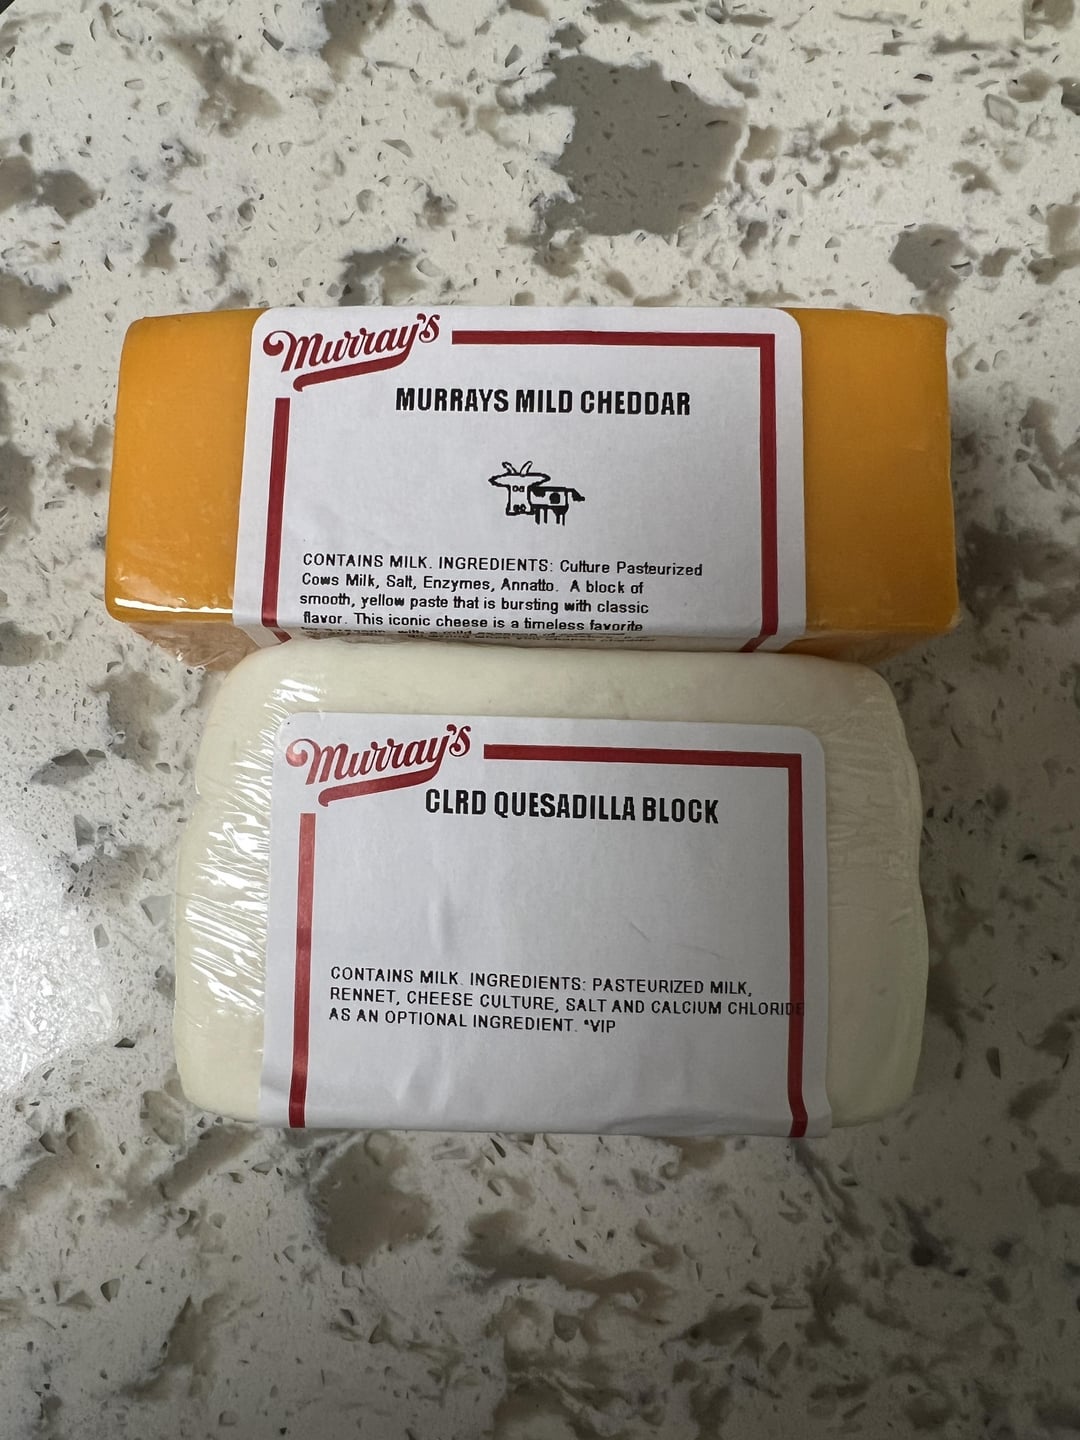 Murray's
MURRAYS MILD CHEDDAR
CONTAINS MILK. INGREDIENTS: Culture Pasteurized
Cows Milk, Salt, Enzymes, Annatto. A block of
smooth, yellow paste that is bursting with classic
flavor. This iconic cheese is a timeless favorite
with a mild
Murray's
CLRD QUESADILLA BLOCK
CONTAINS MILK. INGREDIENTS: PASTEURIZED MILK,
RENNET, CHEESE CULTURE, SALT AND CALCIUM CHLORIDE
AS AN OPTIONAL INGREDIENT. *VIP